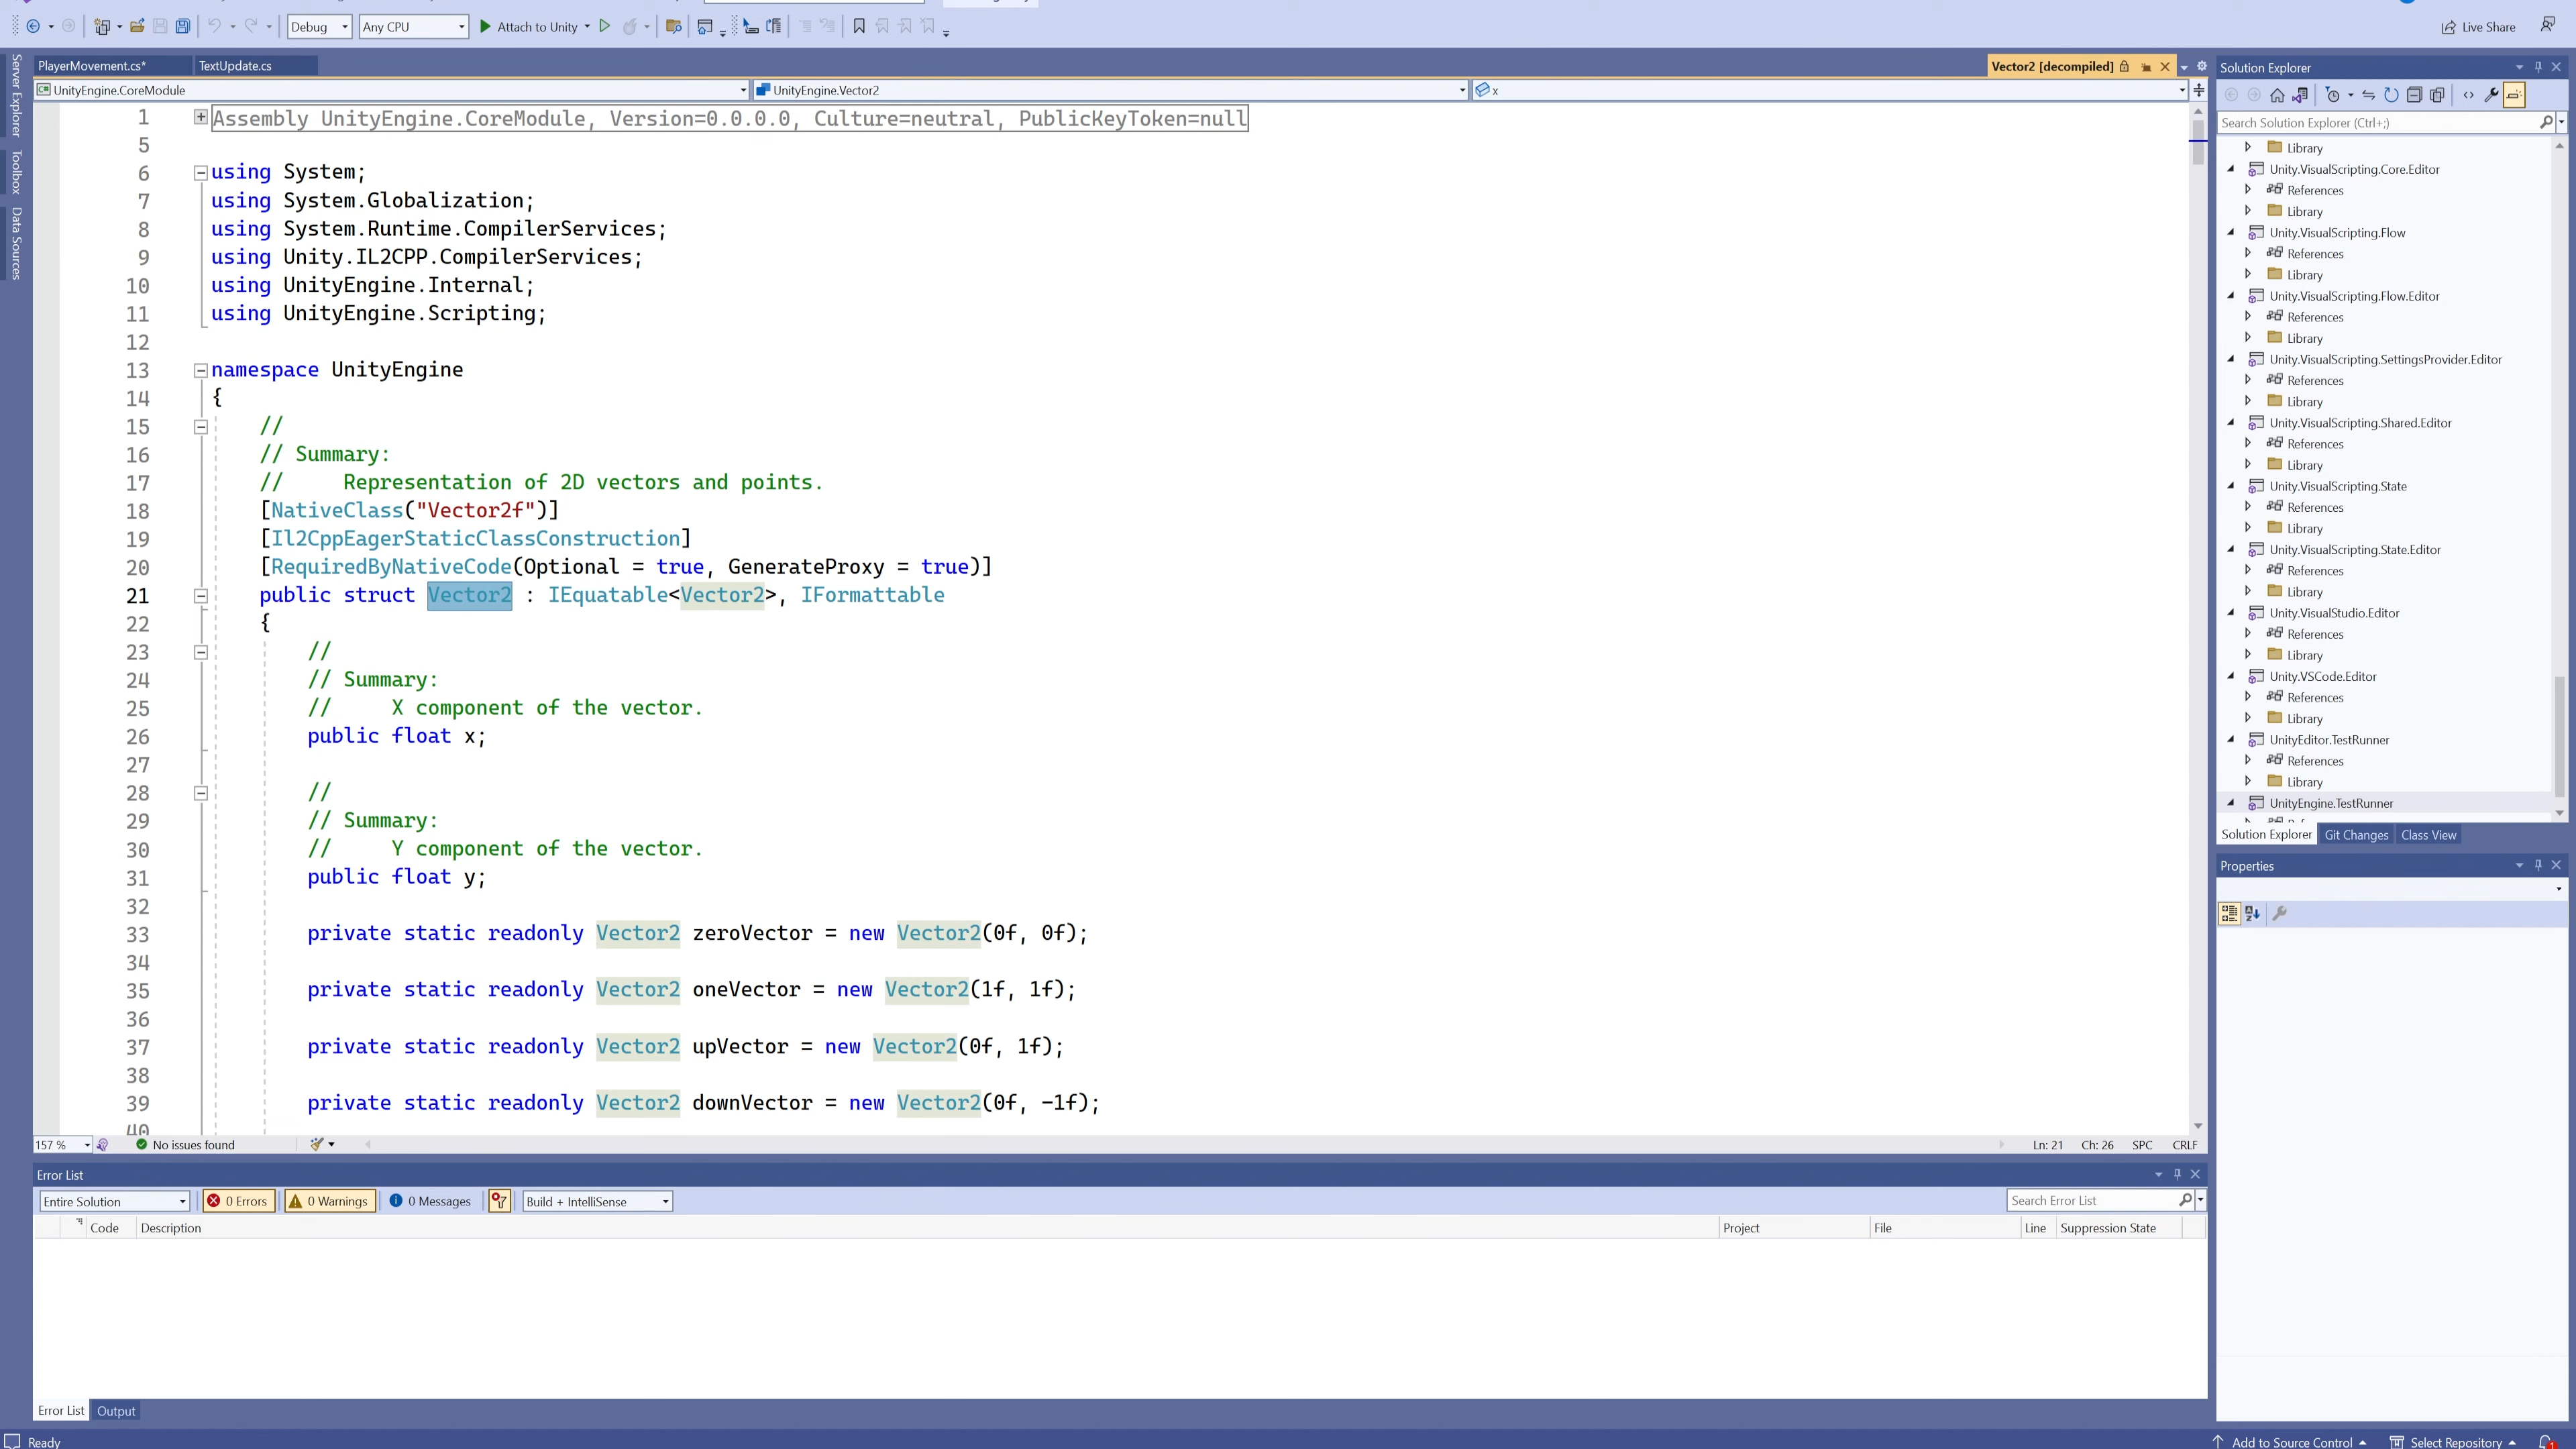 Debug
Any CPU
Attach to Unity
Live Share
Server Explorer
Toolbox
Data Sources
PlayerMovement.cs*
TextUpdate.cs
Vector2 [decompiled]
UnityEngine.CoreModule
UnityEngine.Vector2
x
1 Assembly UnityEngine.CoreModule, Version=0.0.0.0, Culture=neutral, PublicKeyToken=null
5
6 using System;
7 using System.Globalization;
8 using System.Runtime.CompilerServices;
9 using Unity.IL2CPP.CompilerServices;
10 using UnityEngine.Internal;
11 using UnityEngine.Scripting;
12
13 namespace UnityEngine
14 {
15 //
16 // Summary:
17 // Representation of 2D vectors and points.
18 [NativeClass("Vector2f")]
19 [Il2CppEagerStaticClassConstruction]
20 [RequiredByNativeCode(Optional = true, GenerateProxy = true)]
21 public struct Vector2 : IEquatable<Vector2>, IFormattable
22 {
23 //
24 // Summary:
25 // X component of the vector.
26 public float x;
27
28 //
29 // Summary:
30 // Y component of the vector.
31 public float y;
32
33 private static readonly Vector2 zeroVector = new Vector2(0f, 0f);
34
35 private static readonly Vector2 oneVector = new Vector2(1f, 1f);
36
37 private static readonly Vector2 upVector = new Vector2(0f, 1f);
38
39 private static readonly Vector2 downVector = new Vector2(0f, -1f);
40
157 %
No issues found
Ln: 21 Ch: 26 SPC CRLF
Error List
Entire Solution
0 Errors
0 Warnings
0 Messages
Build + IntelliSense
Search Error List
Code Description Project File Line Suppression State
Error List Output
Ready
Solution Explorer
Search Solution Explorer (Ctrl+;)
Library
Unity.VisualScripting.Core.Editor
References
Library
Unity.VisualScripting.Flow
References
Library
Unity.VisualScripting.Flow.Editor
References
Library
Unity.VisualScripting.SettingsProvider.Editor
References
Library
Unity.VisualScripting.Shared.Editor
References
Library
Unity.VisualScripting.State
References
Library
Unity.VisualScripting.State.Editor
References
Library
Unity.VisualStudio.Editor
References
Library
Unity.VSCode.Editor
References
Library
UnityEditor.TestRunner
References
Library
UnityEngine.TestRunner
Solution Explorer Git Changes Class View
Properties
Add to Source Control
Select Repository
1